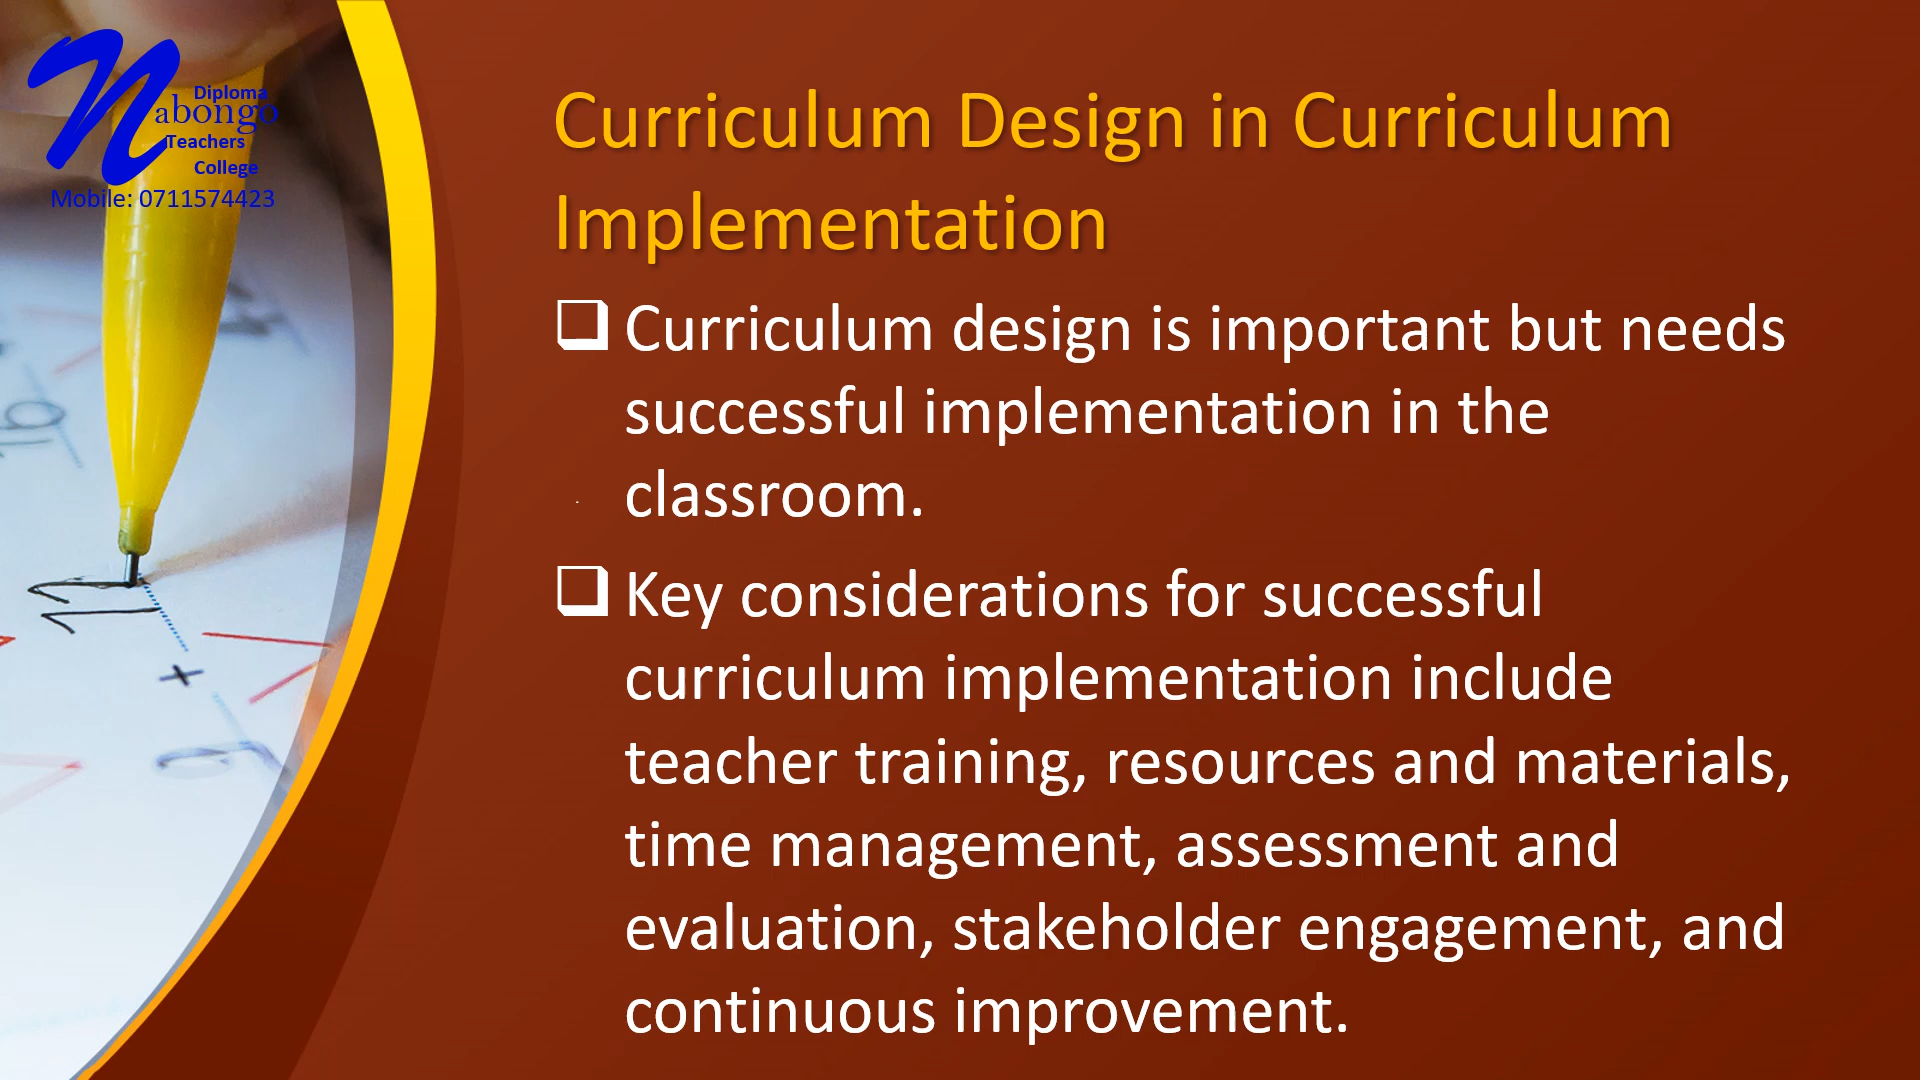 Diploma
Nabongo
Teachers
College
Mobile: 0711574423
Curriculum Design in Curriculum
Implementation
❑ Curriculum design is important but needs
successful implementation in the
classroom.
❑ Key considerations for successful
curriculum implementation include
teacher training, resources and materials,
time management, assessment and
evaluation, stakeholder engagement, and
continuous improvement.